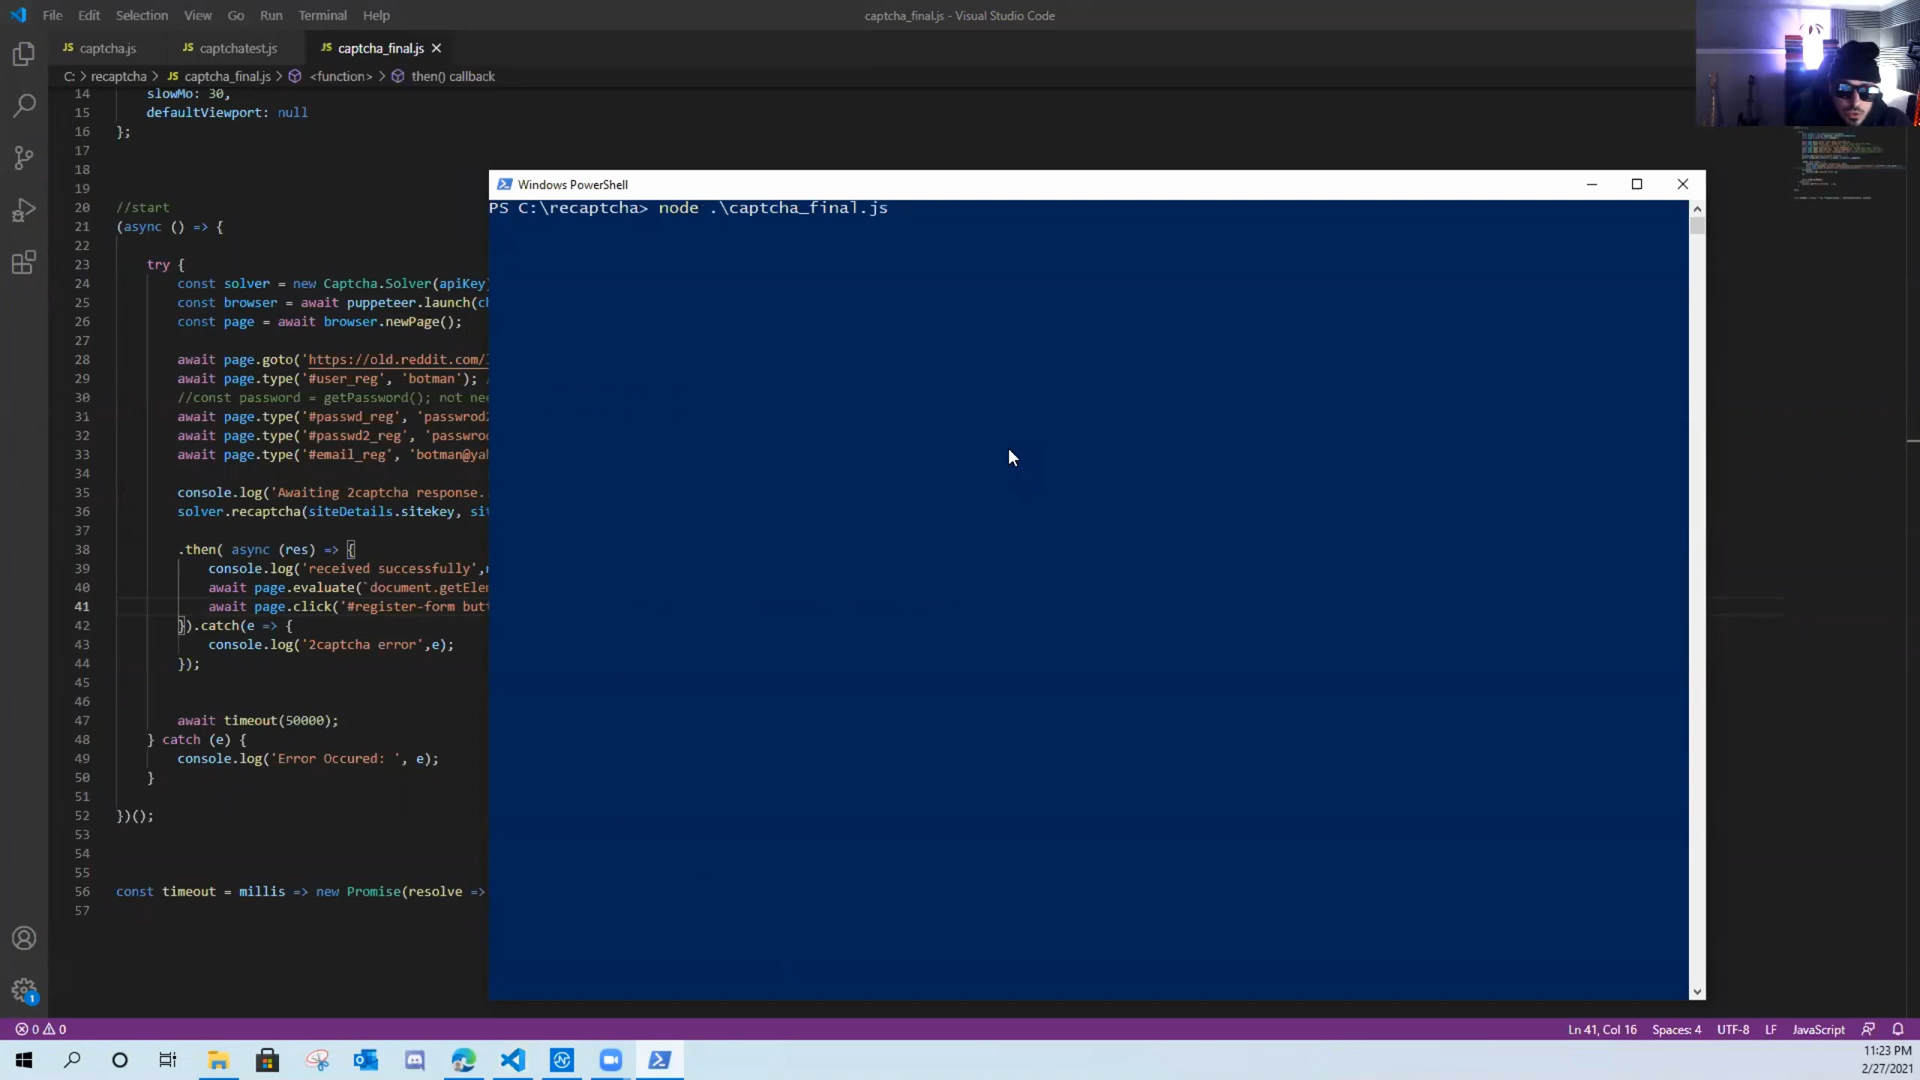 File Edit Selection View Go Run Terminal Help
captcha_final.js - Visual Studio Code
JS captcha.js JS captchatest.js JS captcha_final.js
C: > recaptcha > JS captcha_final.js > <function> > then() callback
14 slowMo: 30,
15 defaultViewport: null
16 };
17
18
19
20 //start
21 (async () => {
22
23 try {
24 const solver = new Captcha.Solver(apiKey)
25 const browser = await puppeteer.launch(
26 const page = await browser.newPage();
27
28 await page.goto('https://old.reddit.com/
29 await page.type('#user_reg', 'botman');
30 //const password = getPassword(); not
31 await page.type('#passwd_reg', 'passwrod
32 await page.type('#passwd2_reg',
33 await page.type('#email_reg',
34
35 console.log('Awaiting 2captcha response.
36 solver.recaptcha(siteDetails.sitekey,
37
38 .then( async (res) => {
39 console.log('received successfully',
40 await page.evaluate(`
41 await page.click('#register-form
42 }).catch(e => {
43 console.log('2captcha error',e);
44 });
45
46
47 await timeout(50000);
48 } catch (e) {
49 console.log('Error Occured: ', e);
50 }
51
52 })();
53
54
55
56 const timeout = millis => new Promise(resolve =>
57
Windows PowerShell
PS C:\recaptcha> node .\captcha_final.js
0 0
Ln 41, Col 16 Spaces: 4 UTF-8 LF JavaScript
1
11:23 PM
2/27/2021